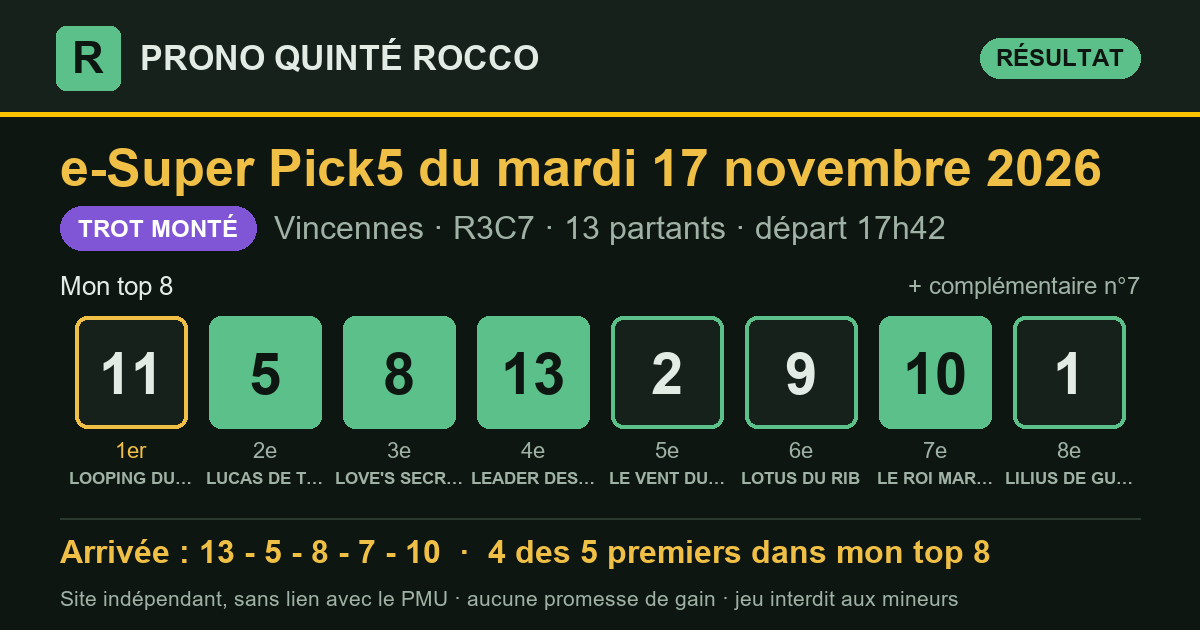 R PRONO QUINTÉ ROCCO RÉSULTAT
e-Super Pick5 du mardi 17 novembre 2026
TROT MONTÉ Vincennes · R3C7 · 13 partants · départ 17h42
Mon top 8 + complémentaire n°7
11 5 8 13 2 9 10 1
1er 2e 3e 4e 5e 6e 7e 8e
LOOPING DU... LUCAS DE T... LOVE'S SECR... LEADER DES... LE VENT DU... LOTUS DU RIB LE ROI MAR... LILIUS DE GU...
Arrivée : 13 - 5 - 8 - 7 - 10 · 4 des 5 premiers dans mon top 8
Site indépendant, sans lien avec le PMU · aucune promesse de gain · jeu interdit aux mineurs